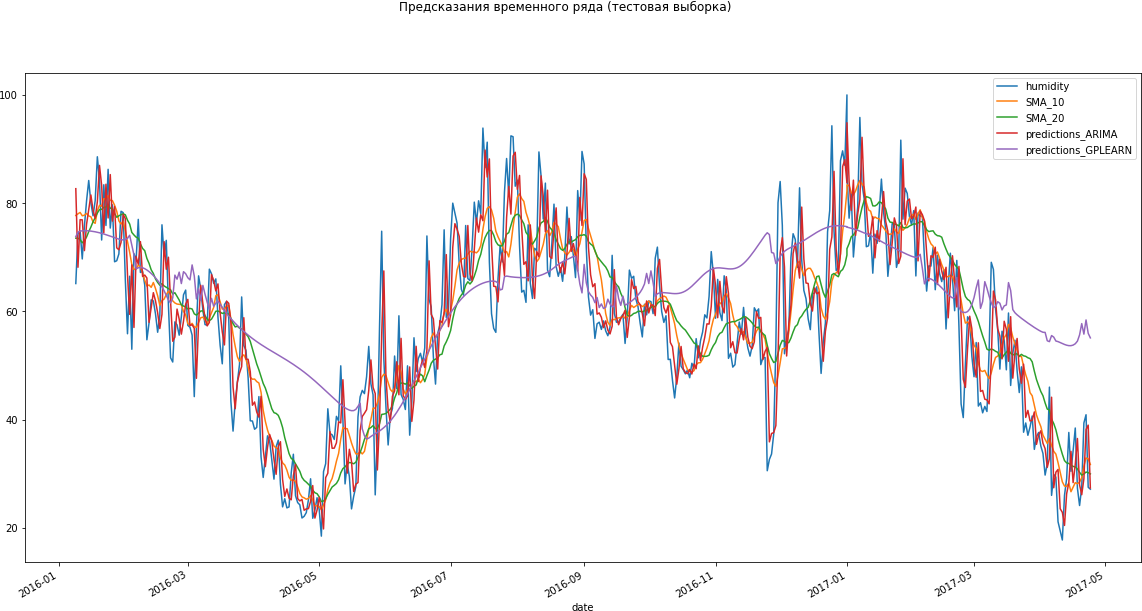 Предсказания временного ряда (тестовая выборка)
humidity
SMA_10
SMA_20
predictions_ARIMA
predictions_GPLEARN
100
80
60
40
20
2016-01
2016-03
2016-05
2016-07
2016-09
2016-11
2017-01
2017-03
2017-05
date